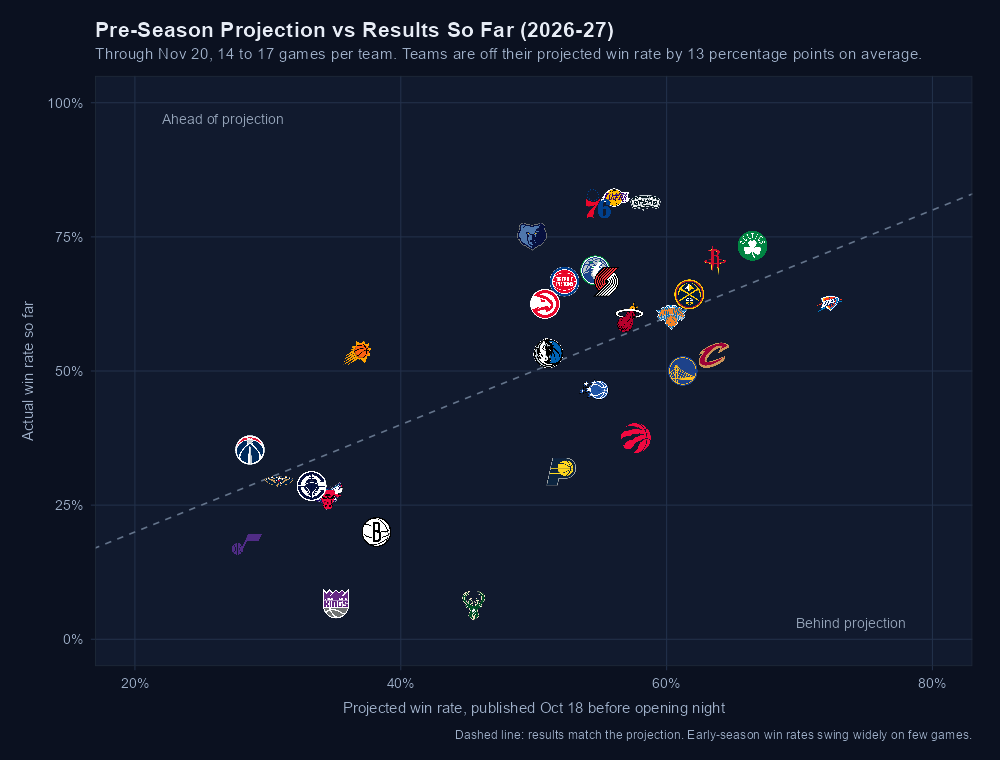 Pre-Season Projection vs Results So Far (2026-27)
Through Nov 20, 14 to 17 games per team. Teams are off their projected win rate by 13 percentage points on average.
100%
Ahead of projection
75%
50%
25%
0%
Actual win rate so far
76
CELTICS
KINGS
B
Behind projection
20%
40%
60%
80%
Projected win rate, published Oct 18 before opening night
Dashed line: results match the projection. Early-season win rates swing widely on few games.